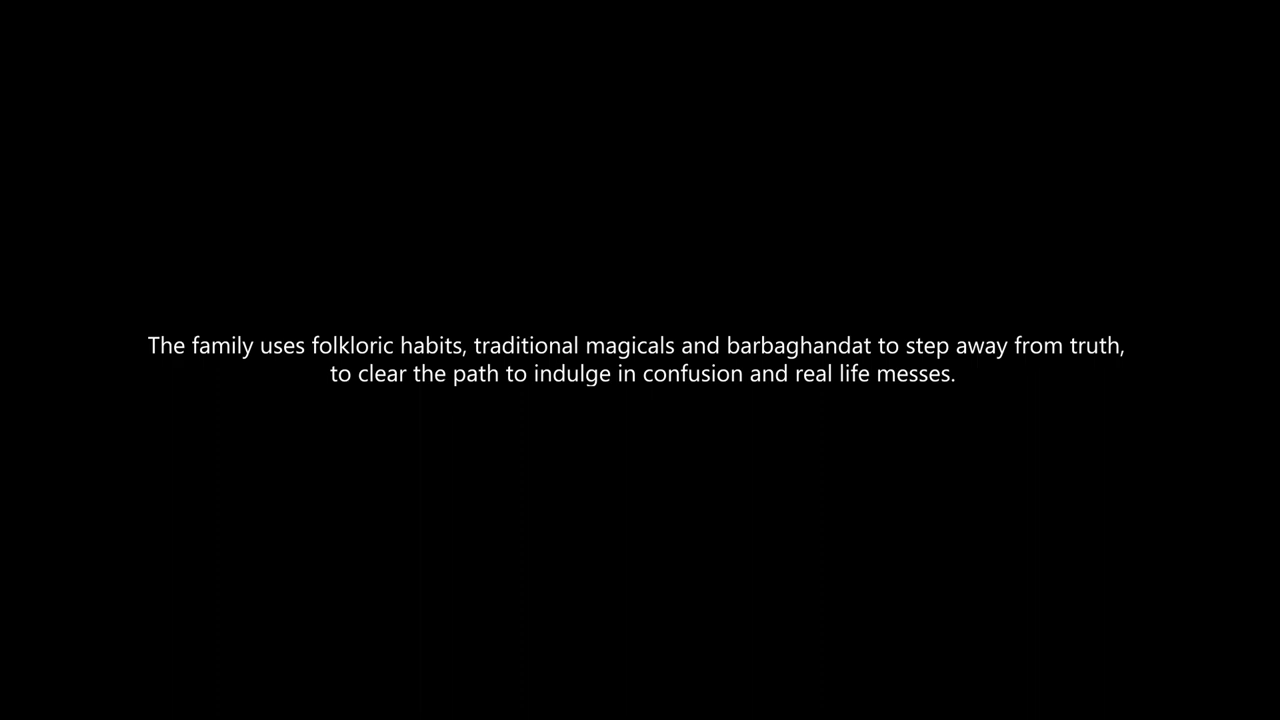 The family uses folkloric habits, traditional magicals and barbaghandat to step away from truth,
to clear the path to indulge in confusion and real life messes.